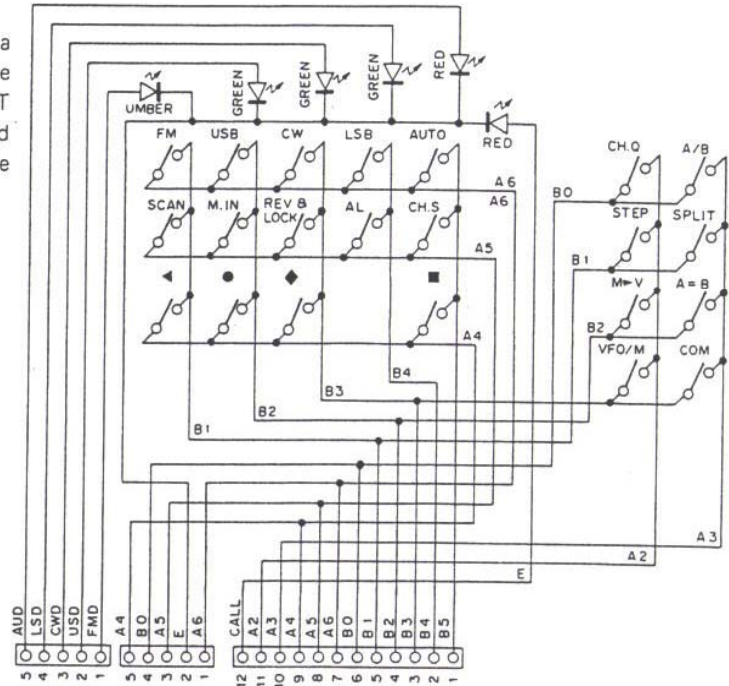 a
e
T
d
e
UMBER
GREEN
GREEN
GREEN
RED
RED
FM USB CW LSB AUTO
A6
SCAN M.IN REV & LOCK AL CH.S
A6
A5
A4
B4
B3
B2
B1
CH.Q A/B
B0
STEP SPLIT
B1
M►V A=B
B2
VFO/M COM
A3
A2
E
AUD LSD CWD USD FMD
5 4 3 2 1
A4 B0 A5 E A6
5 4 3 2 1
CALL A2 A3 A4 A5 A6 B0 B1 B2 B3 B4 B5
12 11 10 9 8 7 6 5 4 3 2 1